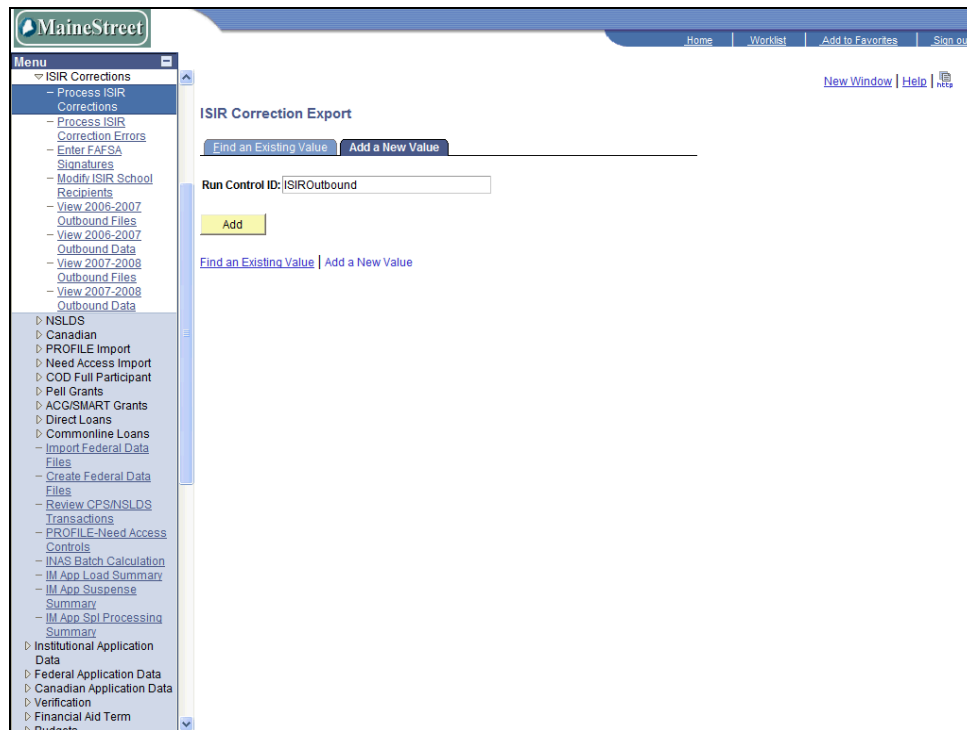 MaineStreet
Home
Worklist
Add to Favorites
Sign ou
Menu
ISIR Corrections
– Process ISIR
Corrections
– Process ISIR
Correction Errors
– Enter FAFSA
Signatures
– Modify ISIR School
Recipients
– View 2006-2007
Outbound Files
– View 2006-2007
Outbound Data
– View 2007-2008
Outbound Files
– View 2007-2008
Outbound Data
NSLDS
Canadian
PROFILE Import
Need Access Import
COD Full Participant
Pell Grants
ACG/SMART Grants
Direct Loans
Commonline Loans
– Import Federal Data
Files
– Create Federal Data
Files
– Review CPS/NSLDS
Transactions
– PROFILE-Need Access
Controls
– INAS Batch Calculation
– IM App Load Summary
– IM App Suspense
Summary
– IM App Spl Processing
Summary
Institutional Application
Data
Federal Application Data
Canadian Application Data
Verification
Financial Aid Term
Budgets
New Window | Help | http
ISIR Correction Export
Find an Existing Value
Add a New Value
Run Control ID: ISIROutbound
Add
Find an Existing Value | Add a New Value